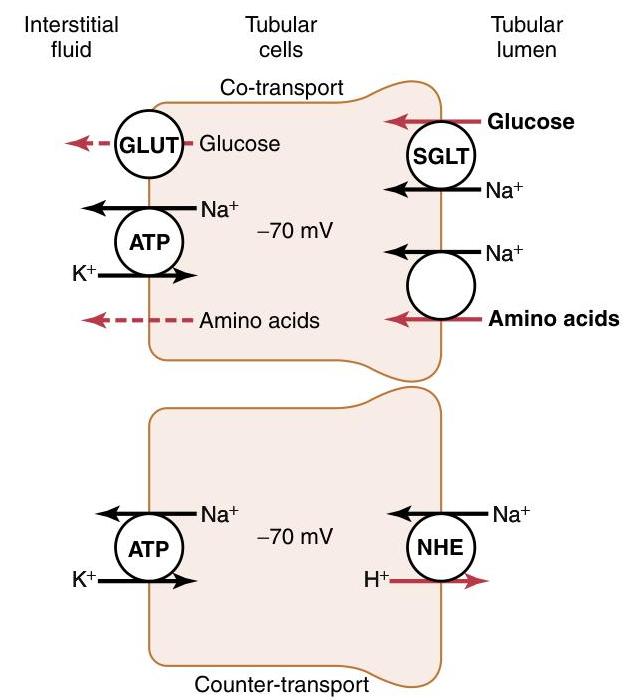 Interstitial fluid
Tubular cells
Tubular lumen
Co-transport
GLUT
Glucose
Glucose
SGLT
Na+
Na+
ATP
–70 mV
K+
Na+
Amino acids
Amino acids
Na+
ATP
K+
–70 mV
Na+
NHE
H+
Counter-transport